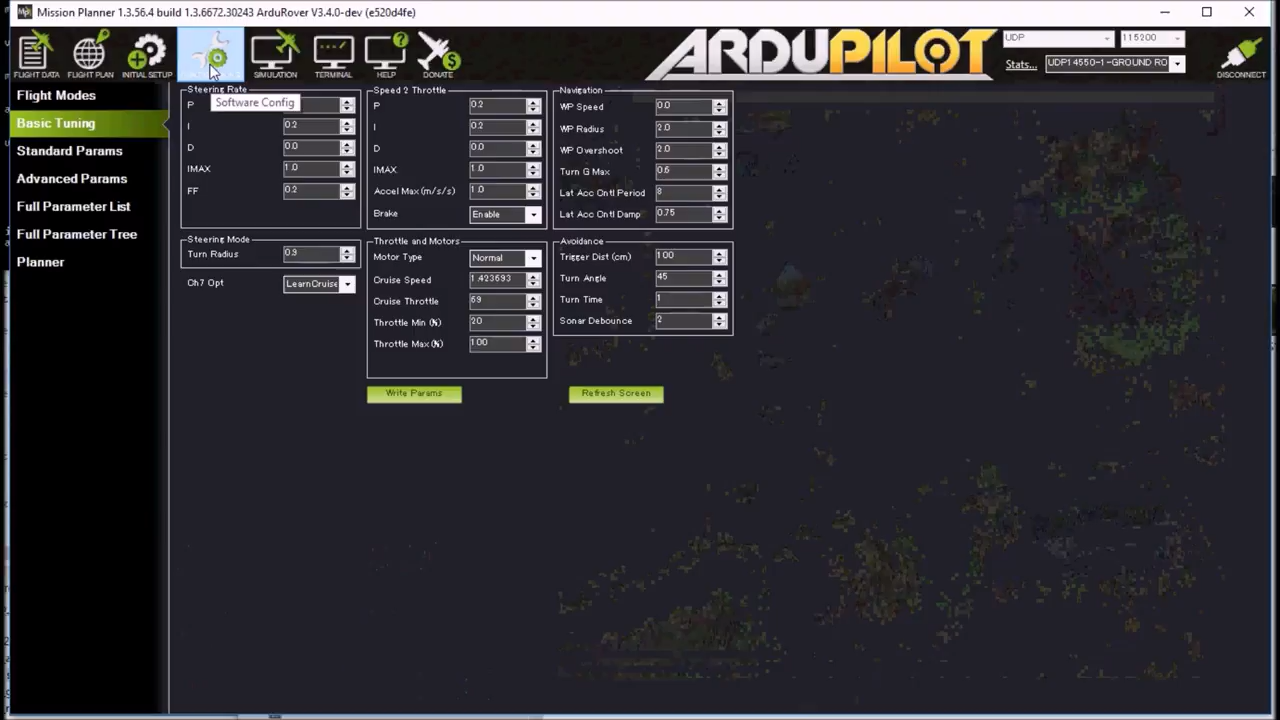 Mission Planner 1.3.56.4 build 1.3.6672.30243 ArduRover V3.4.0-dev (e520d4fe)
FLIGHT DATA
FLIGHT PLAN
INITIAL SETUP
SIMULATION
TERMINAL
HELP
DONATE
ARDUPILOT
UDP
115200
Stats...
UDP14550-1-GROUND RO
DISCONNECT
Software Config
Flight Modes
Basic Tuning
Standard Params
Advanced Params
Full Parameter List
Full Parameter Tree
Planner
Steering Rate
P
I 0.2
D 0.0
IMAX 1.0
FF 0.2
Steering Mode
Turn Radius 0.9
Ch7 Opt LearnCruise
Speed 2 Throttle
P 0.2
I 0.2
D 0.0
IMAX 1.0
Accel Max (m/s/s) 1.0
Brake Enable
Throttle and Motors
Motor Type Normal
Cruise Speed 1.423693
Cruise Throttle 69
Throttle Min (%) 20
Throttle Max (%) 100
Navigation
WP Speed 0.0
WP Radius 2.0
WP Overshoot 2.0
Turn G Max 0.6
Lat Acc Cntl Period 8
Lat Acc Cntl Damp 0.75
Avoidance
Trigger Dist (cm) 100
Turn Angle 45
Turn Time 1
Sonar Debounce 2
Write Params
Refresh Screen